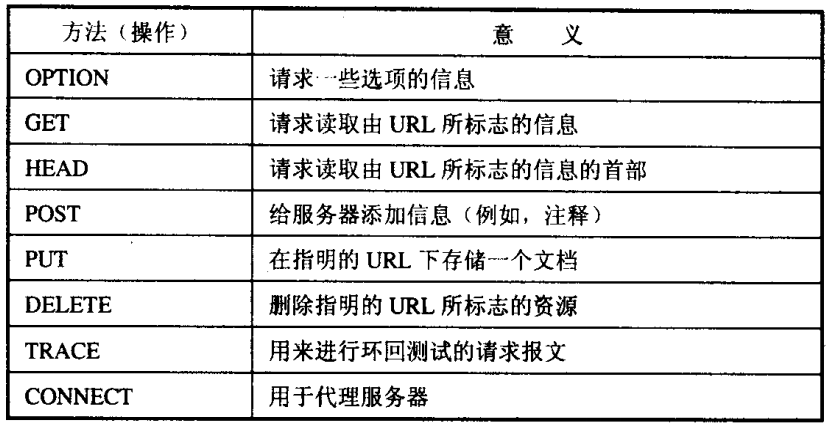 方法（操作） 意 义
OPTION 请求一些选项的信息
GET 请求读取由 URL 所标志的信息
HEAD 请求读取由 URL 所标志的信息的首部
POST 给服务器添加信息（例如，注释）
PUT 在指明的 URL 下存储一个文档
DELETE 删除指明的 URL 所标志的资源
TRACE 用来进行环回测试的请求报文
CONNECT 用于代理服务器